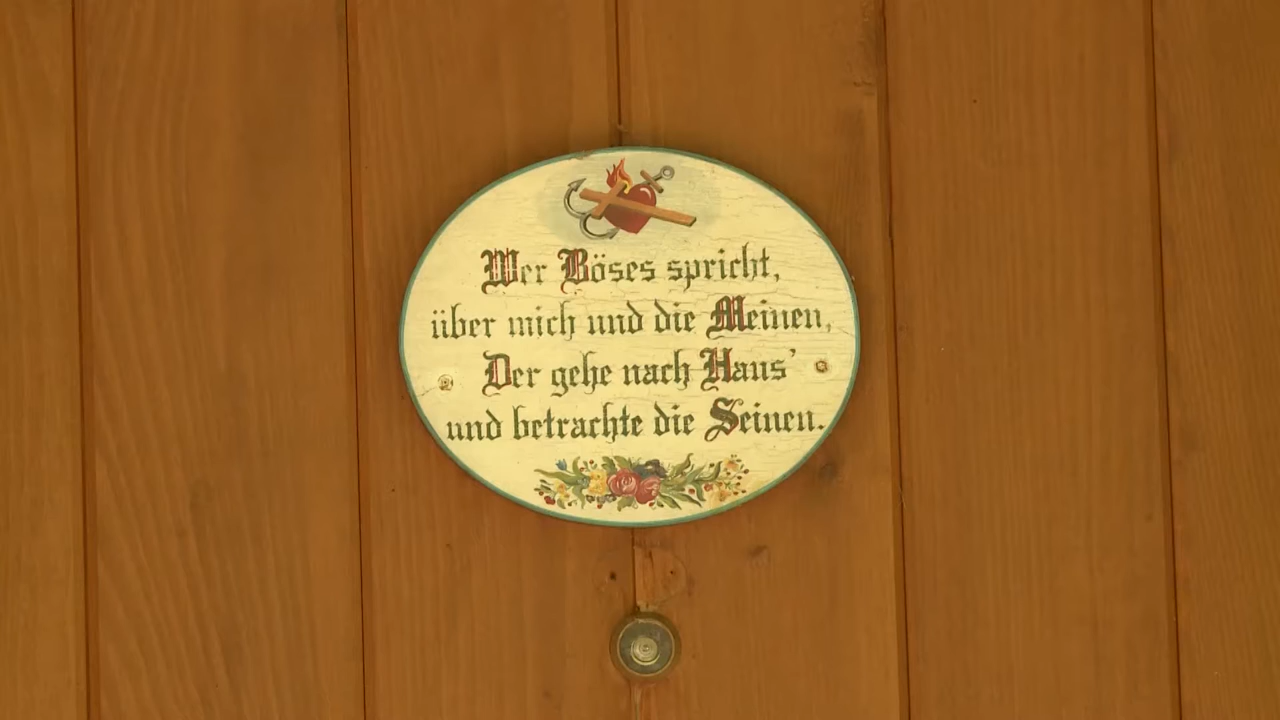 Wer Böses spricht,
über mich und die Meinen,
Der gehe nach Haus'
und betrachte die Seinen.